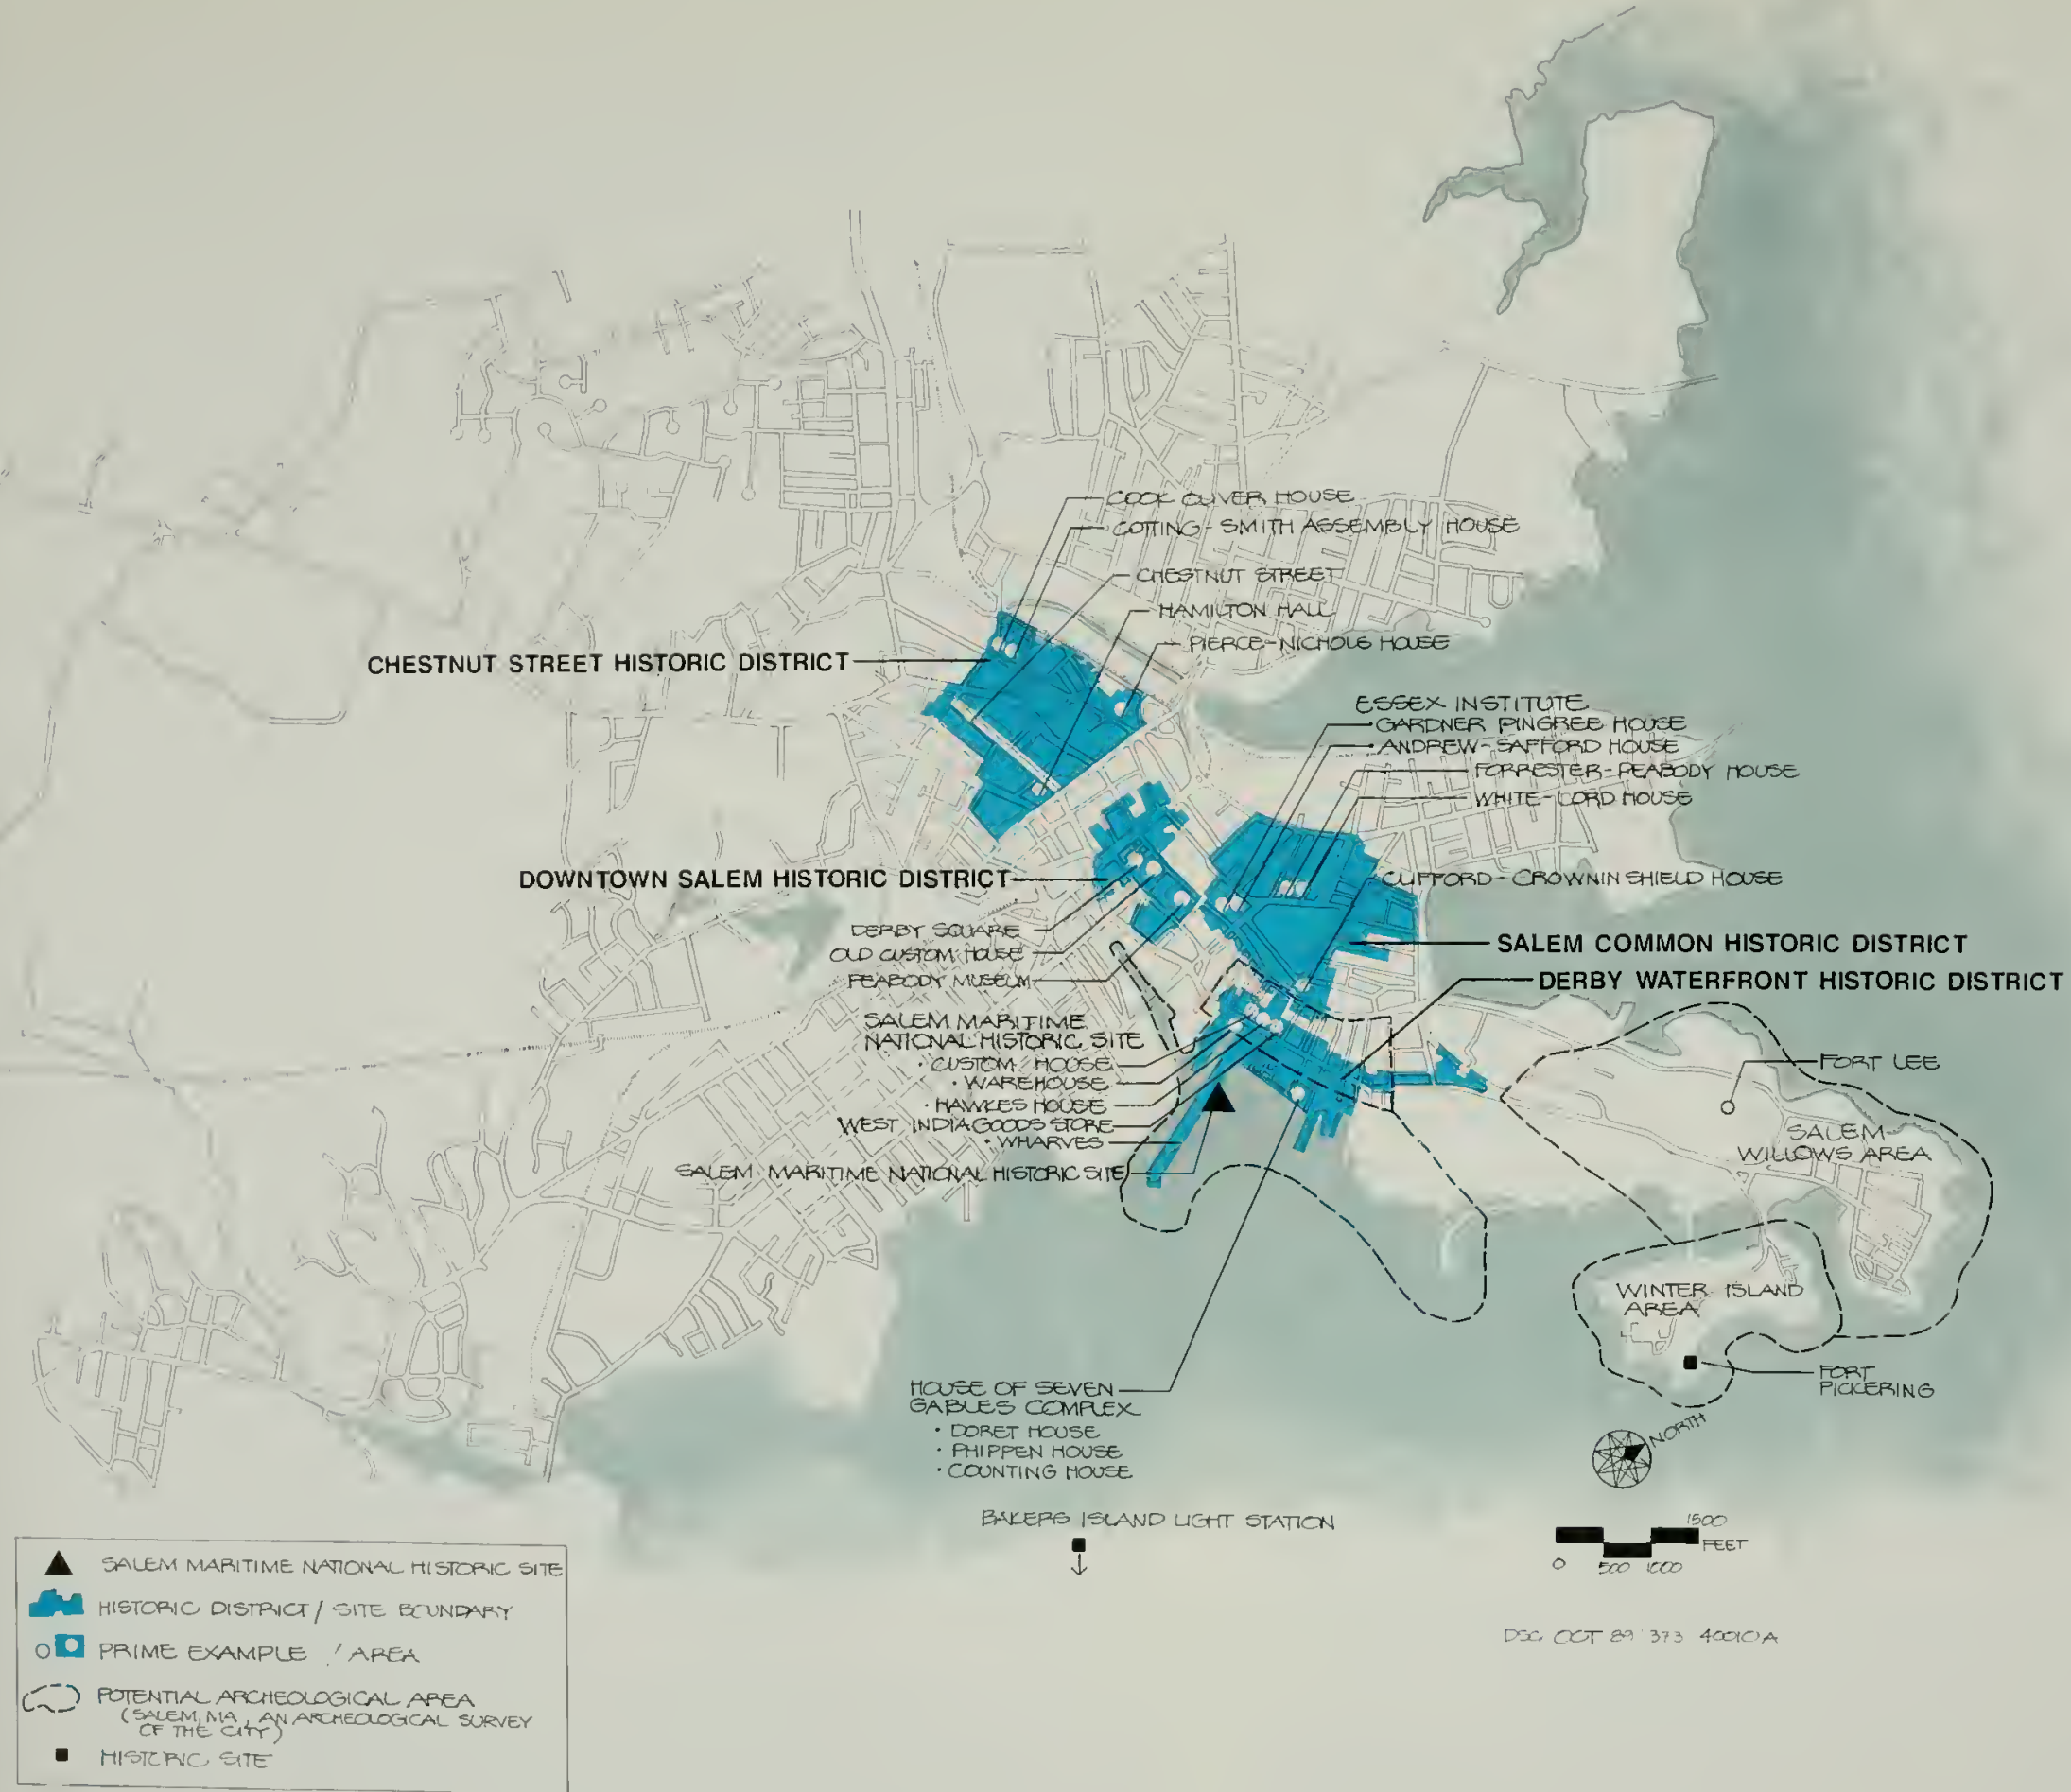 COOK OLIVER HOUSE
COTTING-SMITH ASSEMBLY HOUSE
CHESTNUT STREET
HAMILTON HALL
PIERCE-NICHOLS HOUSE
CHESTNUT STREET HISTORIC DISTRICT
ESSEX INSTITUTE
• GARDNER PINGREE HOUSE
• ANDREW-SAFFORD HOUSE
FORRESTER-PEABODY HOUSE
WHITE-LORD HOUSE
DOWNTOWN SALEM HISTORIC DISTRICT
CLIFFORD-CROWNINSHIELD HOUSE
DERBY SQUARE
OLD CUSTOM HOUSE
PEABODY MUSEUM
SALEM COMMON HISTORIC DISTRICT
DERBY WATERFRONT HISTORIC DISTRICT
SALEM MARITIME
NATIONAL HISTORIC SITE
• CUSTOM HOUSE
• WAREHOUSE
• HAWKES HOUSE
WEST INDIA GOODS STORE
• WHARVES
SALEM MARITIME NATIONAL HISTORIC SITE
FORT LEE
SALEM
WILLOWS AREA
WINTER ISLAND
AREA
FORT
PICKERING
HOUSE OF SEVEN
GABLES COMPLEX
• DORET HOUSE
• PHIPPEN HOUSE
• COUNTING HOUSE
NORTH
BAKERS ISLAND LIGHT STATION
1500
FEET
0 500 1000
SALEM MARITIME NATIONAL HISTORIC SITE
HISTORIC DISTRICT / SITE BOUNDARY
PRIME EXAMPLE / AREA
POTENTIAL ARCHEOLOGICAL AREA
(SALEM, MA, AN ARCHEOLOGICAL SURVEY
OF THE CITY)
HISTORIC SITE
DSC OCT 89 373 40010A